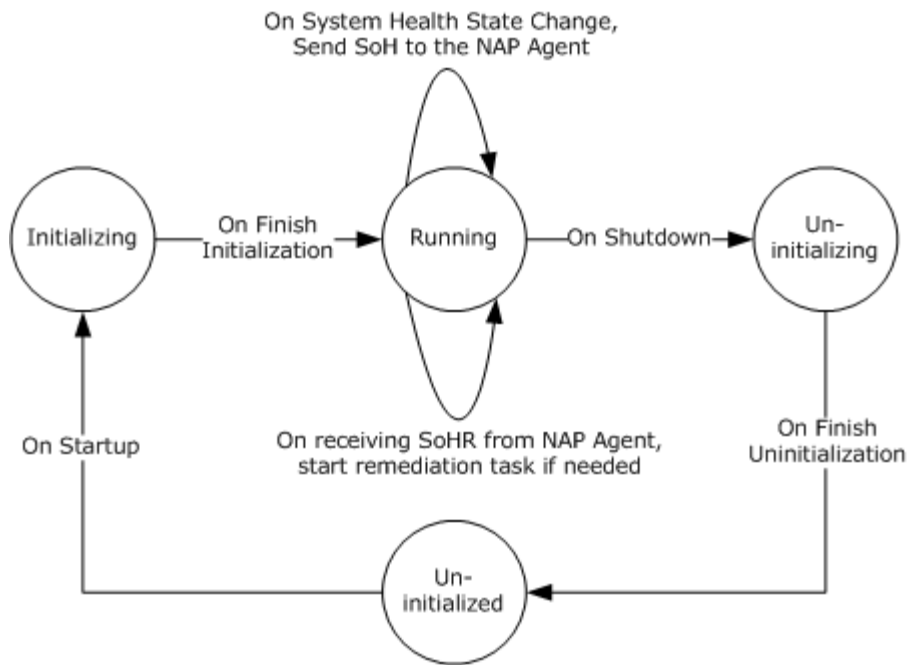 On System Health State Change,
Send SoH to the NAP Agent
Initializing
On Finish
Initialization
Running
On Shutdown
Un-
initializing
On Startup
On receiving SoHR from NAP Agent,
start remediation task if needed
On Finish
Uninitialization
Un-
initialized